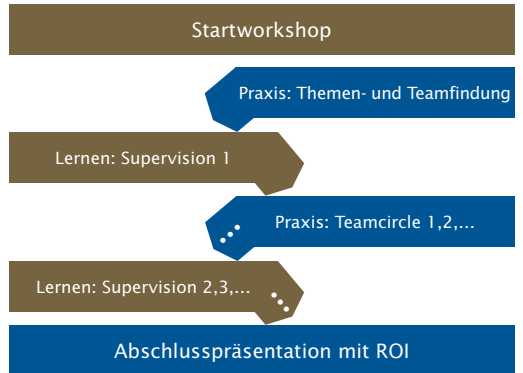 Startworkshop
Praxis: Themen- und Teamfindung
Lernen: Supervision 1
Praxis: Teamcircle 1,2,...
Lernen: Supervision 2,3,...
Abschlusspräsentation mit ROI